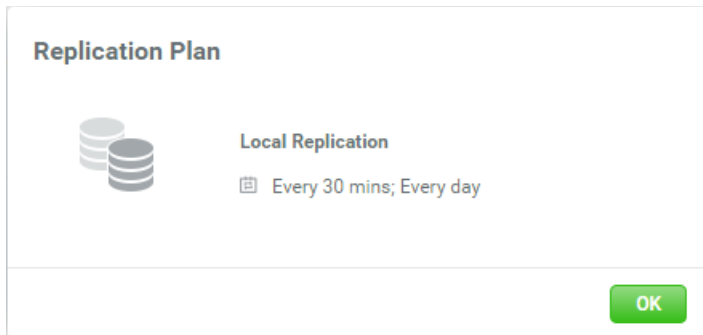 Replication Plan
Local Replication
Every 30 mins; Every day
OK